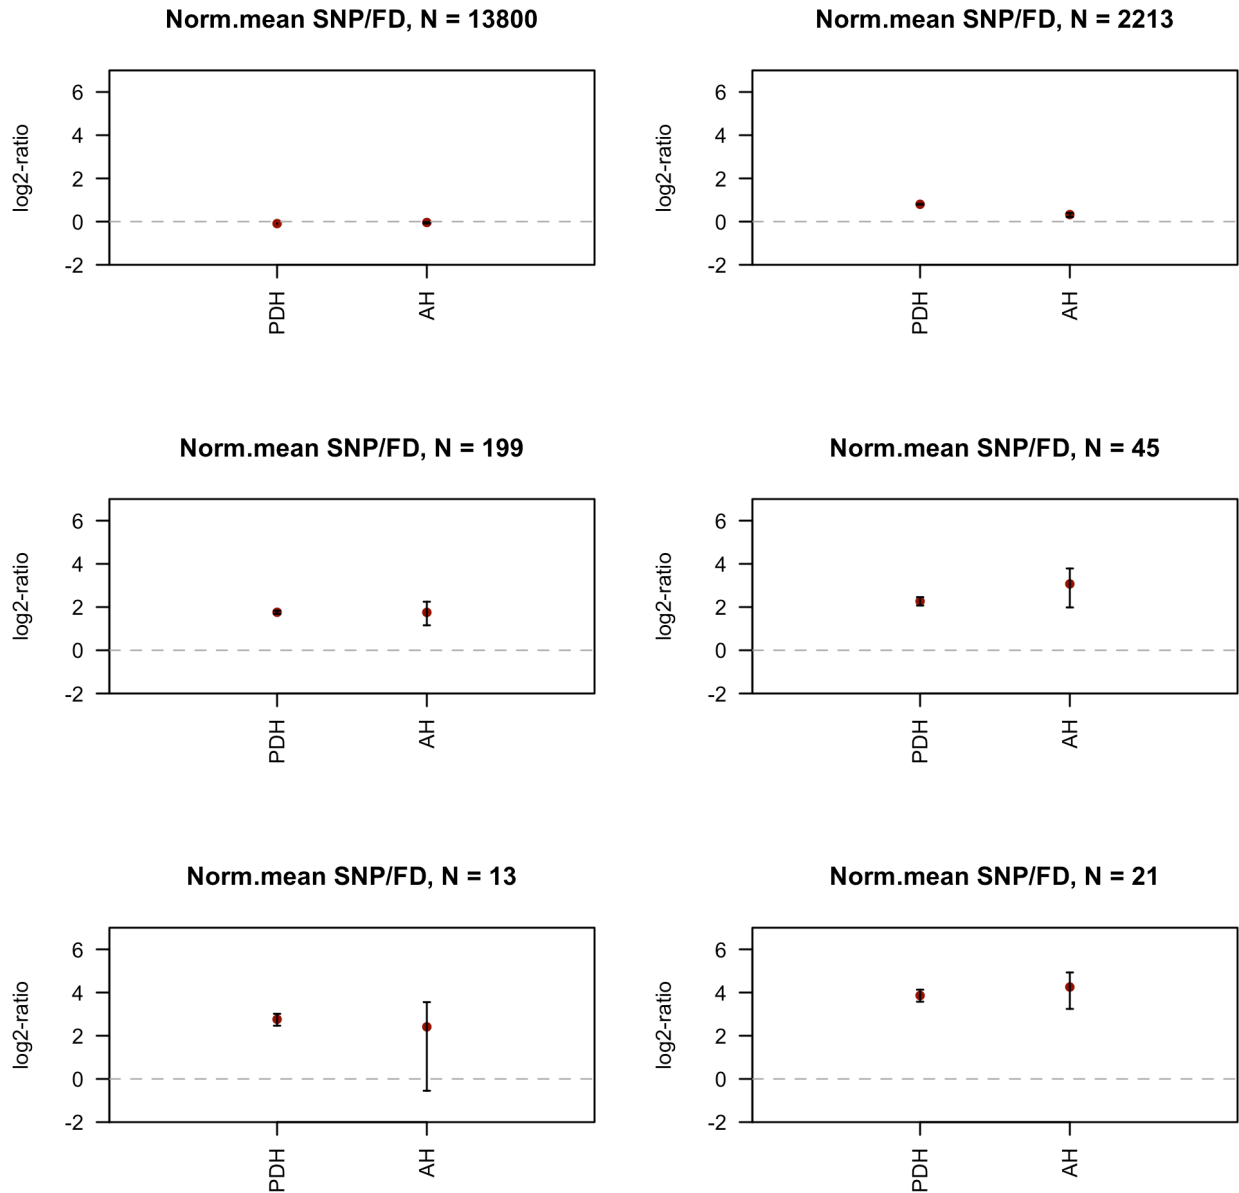 Norm.mean SNP/FD, N = 13800
log2-ratio
6
4
2
0
-2
PDH
AH
Norm.mean SNP/FD, N = 2213
log2-ratio
6
4
2
0
-2
PDH
AH
Norm.mean SNP/FD, N = 199
log2-ratio
6
4
2
0
-2
PDH
AH
Norm.mean SNP/FD, N = 45
log2-ratio
6
4
2
0
-2
PDH
AH
Norm.mean SNP/FD, N = 13
log2-ratio
6
4
2
0
-2
PDH
AH
Norm.mean SNP/FD, N = 21
log2-ratio
6
4
2
0
-2
PDH
AH